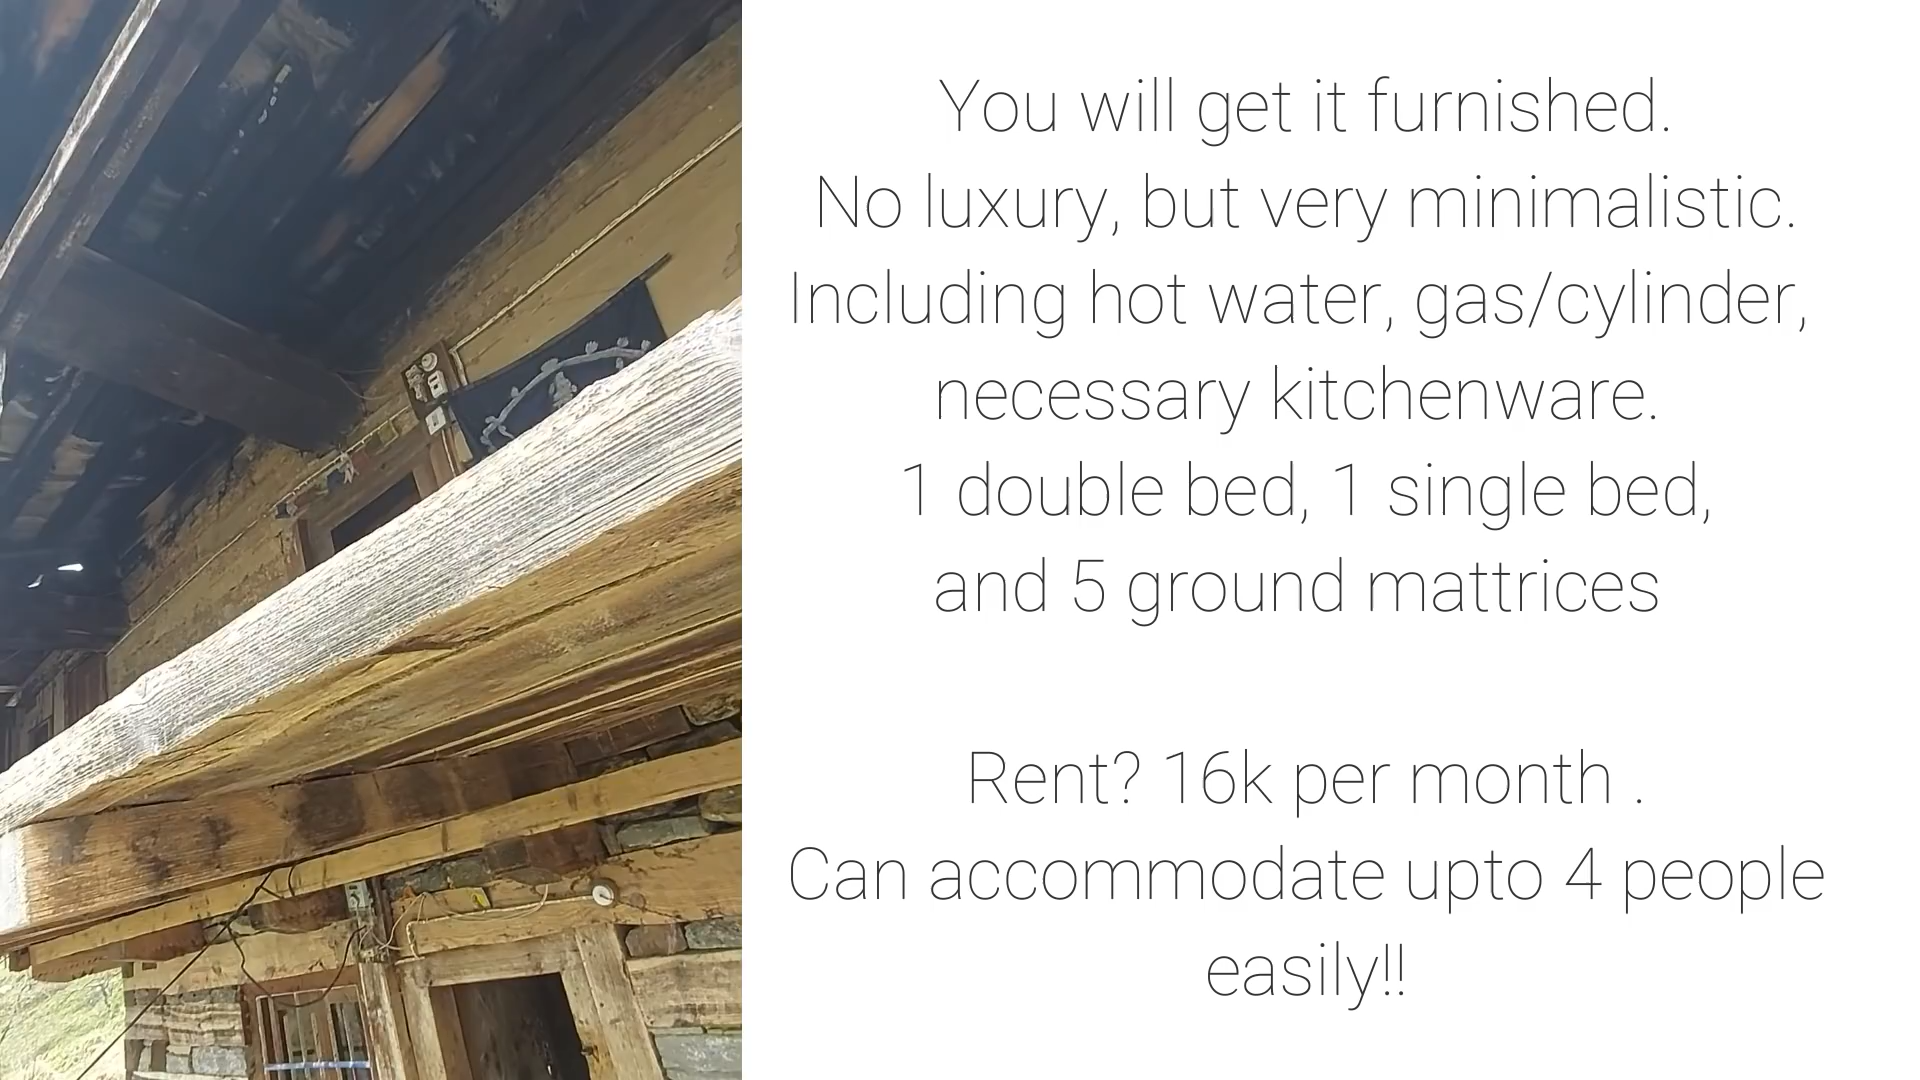 You will get it furnished.
No luxury, but very minimalistic.
Including hot water, gas/cylinder,
necessary kitchenware.
1 double bed, 1 single bed,
and 5 ground mattrices
Rent? 16k per month .
Can accommodate upto 4 people
easily!!